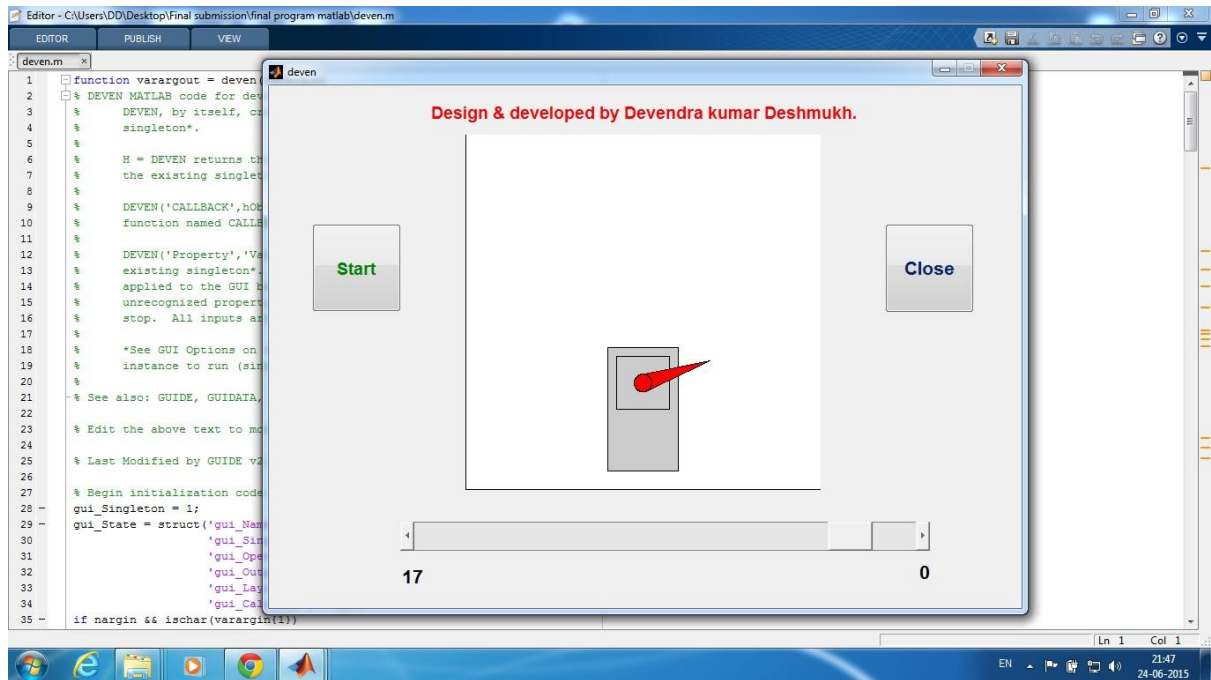 Editor - C:\Users\DD\Desktop\Final submission\final program matlab\deven.m
EDITOR PUBLISH VIEW
deven.m ×
1 function varargout = deven(
2 % DEVEN MATLAB code for dev
3 % DEVEN, by itself, cr
4 % singleton*.
5 %
6 % H = DEVEN returns th
7 % the existing singlet
8 %
9 % DEVEN('CALLBACK',hOb
10 % function named CALLB
11 %
12 % DEVEN('Property','Va
13 % existing singleton*.
14 % applied to the GUI b
15 % unrecognized propert
16 % stop. All inputs ar
17 %
18 % *See GUI Options on
19 % instance to run (sin
20 %
21 % See also: GUIDE, GUIDATA,
22
23 % Edit the above text to mo
24
25 % Last Modified by GUIDE v2
26
27 % Begin initialization code
28 – gui_Singleton = 1;
29 – gui_State = struct('gui_Nam
30 'gui_Sin
31 'gui_Ope
32 'gui_Out
33 'gui_Lay
34 'gui_Cal
35 – if nargin && ischar(varargin{1})
deven
Design & developed by Devendra kumar Deshmukh.
Start
Close
17
0
Ln 1 Col 1
EN
21:47
24-06-2015